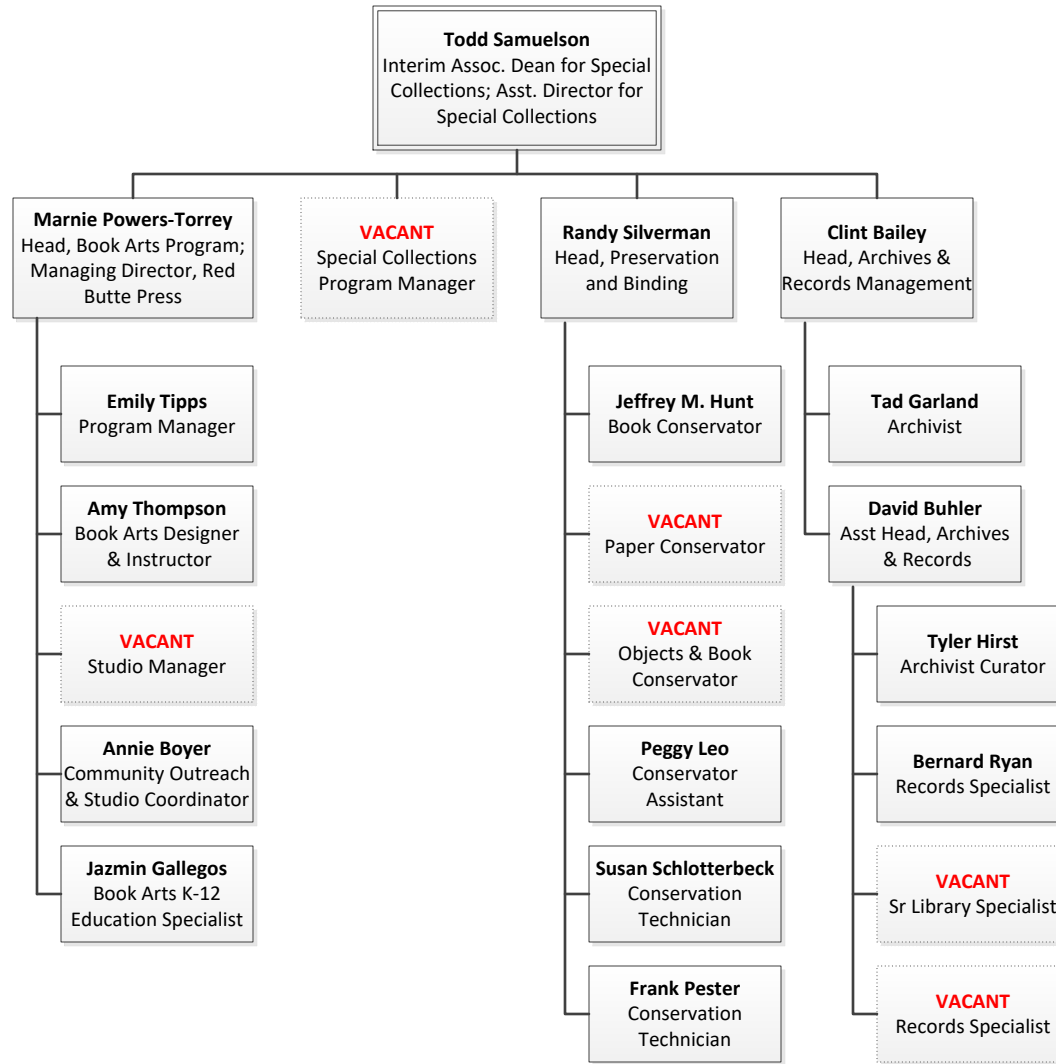 Todd Samuelson
Interim Assoc. Dean for Special
Collections; Asst. Director for
Special Collections
Marnie Powers-Torrey
Head, Book Arts Program;
Managing Director, Red
Butte Press
VACANT
Special Collections
Program Manager
Randy Silverman
Head, Preservation
and Binding
Clint Bailey
Head, Archives &
Records Management
Emily Tipps
Program Manager
Amy Thompson
Book Arts Designer
& Instructor
VACANT
Studio Manager
Annie Boyer
Community Outreach
& Studio Coordinator
Jazmin Gallegos
Book Arts K-12
Education Specialist
Jeffrey M. Hunt
Book Conservator
VACANT
Paper Conservator
VACANT
Objects & Book
Conservator
Peggy Leo
Conservator
Assistant
Susan Schlotterbeck
Conservation
Technician
Frank Pester
Conservation
Technician
Tad Garland
Archivist
David Buhler
Asst Head, Archives
& Records
Tyler Hirst
Archivist Curator
Bernard Ryan
Records Specialist
VACANT
Sr Library Specialist
VACANT
Records Specialist